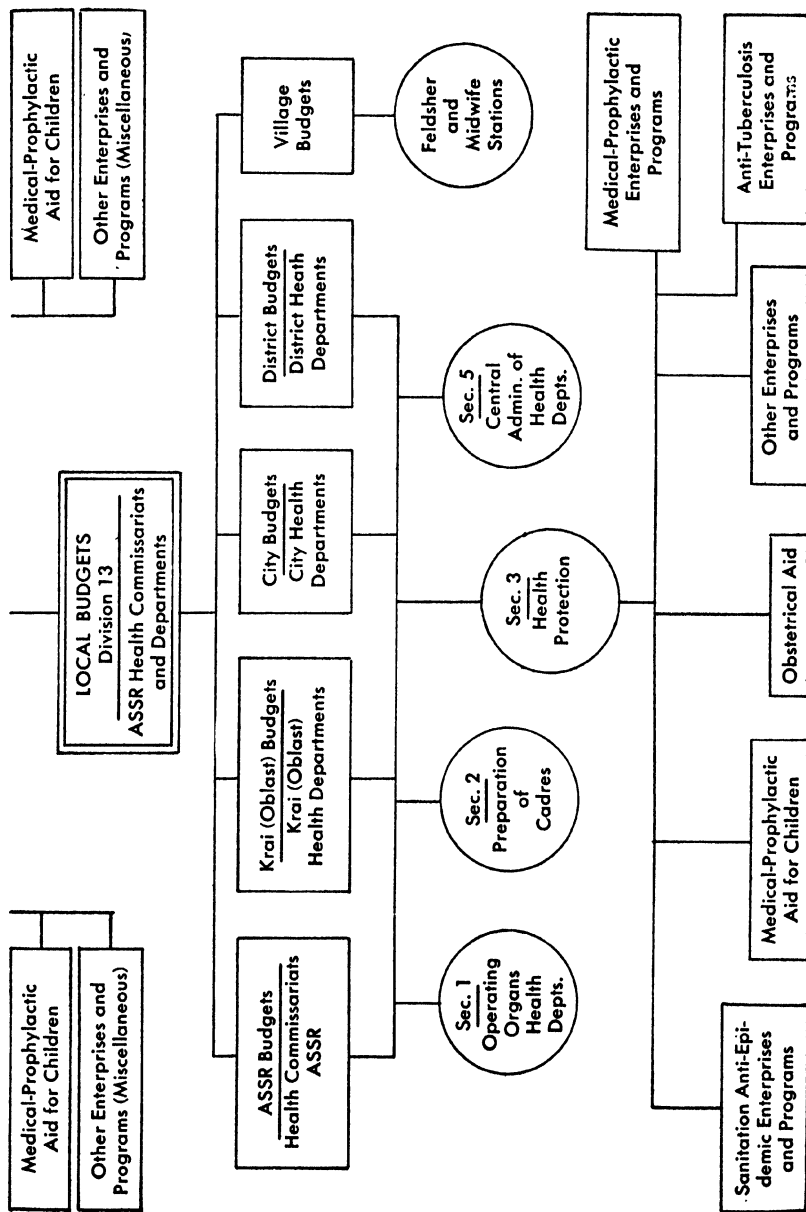 Medical-Prophylactic
Aid for Children
Other Enterprises and
Programs (Miscellaneous)
Medical-Prophylactic
Aid for Children
Other Enterprises and
Programs (Miscellaneous)
LOCAL BUDGETS
Division 13
ASSR Health Commissariats
and Departments
ASSR Budgets
Health Commissariats
ASSR
Krai (Oblast) Budgets
Krai (Oblast)
Health Departments
City Budgets
City Health
Departments
District Budgets
District Heath
Departments
Village
Budgets
Sec. 1
Operating
Organs
Health
Depts.
Sec. 2
Preparation
of
Cadres
Sec. 3
Health
Protection
Sec. 5
Central
Admin. of
Health
Depts.
Feldsher
and
Midwife
Stations
Medical-Prophylactic
Enterprises and
Programs
Sanitation Anti-Epi-
demic Enterprises
and Programs
Medical-Prophylactic
Aid for Children
Obstetrical Aid
Other Enterprises
and Programs
Anti-Tuberculosis
Enterprises and
Programs